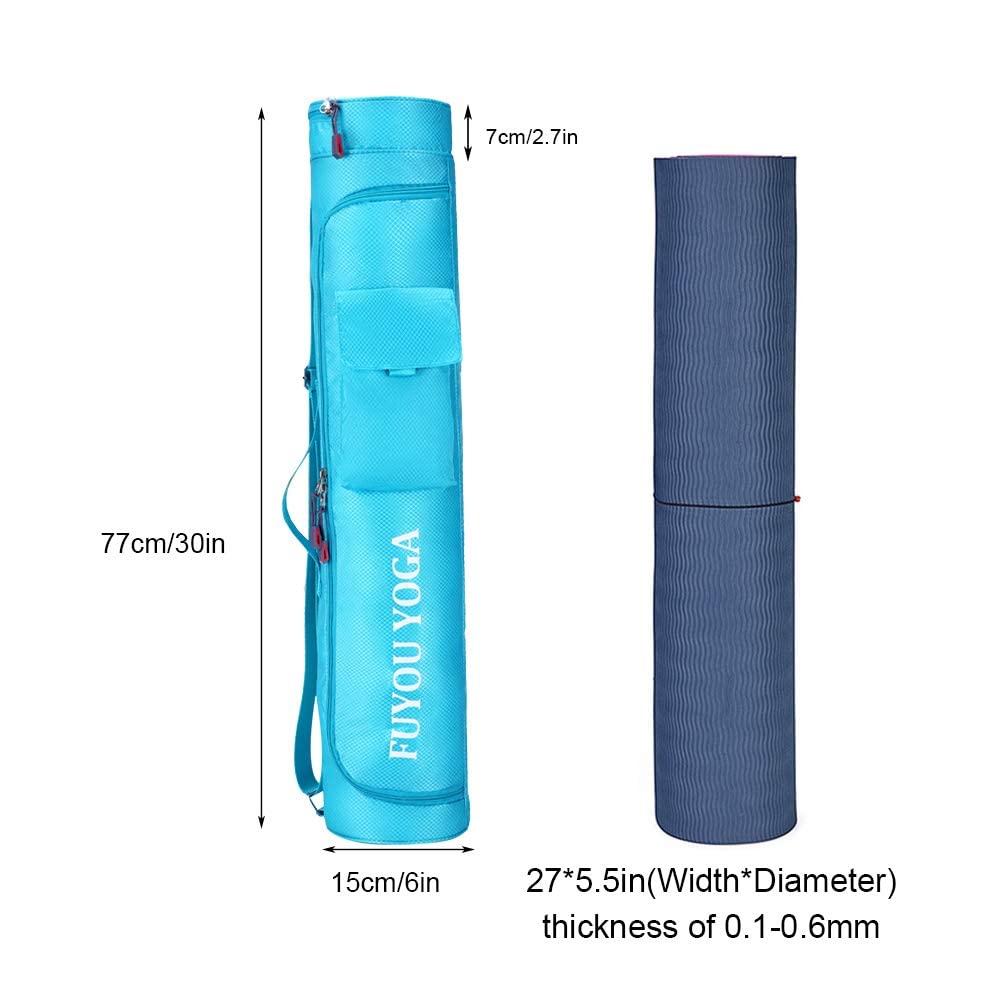 7cm/2.7in
77cm/30in
FUYOU YOGA
15cm/6in
27*5.5in(Width*Diameter)
thickness of 0.1-0.6mm